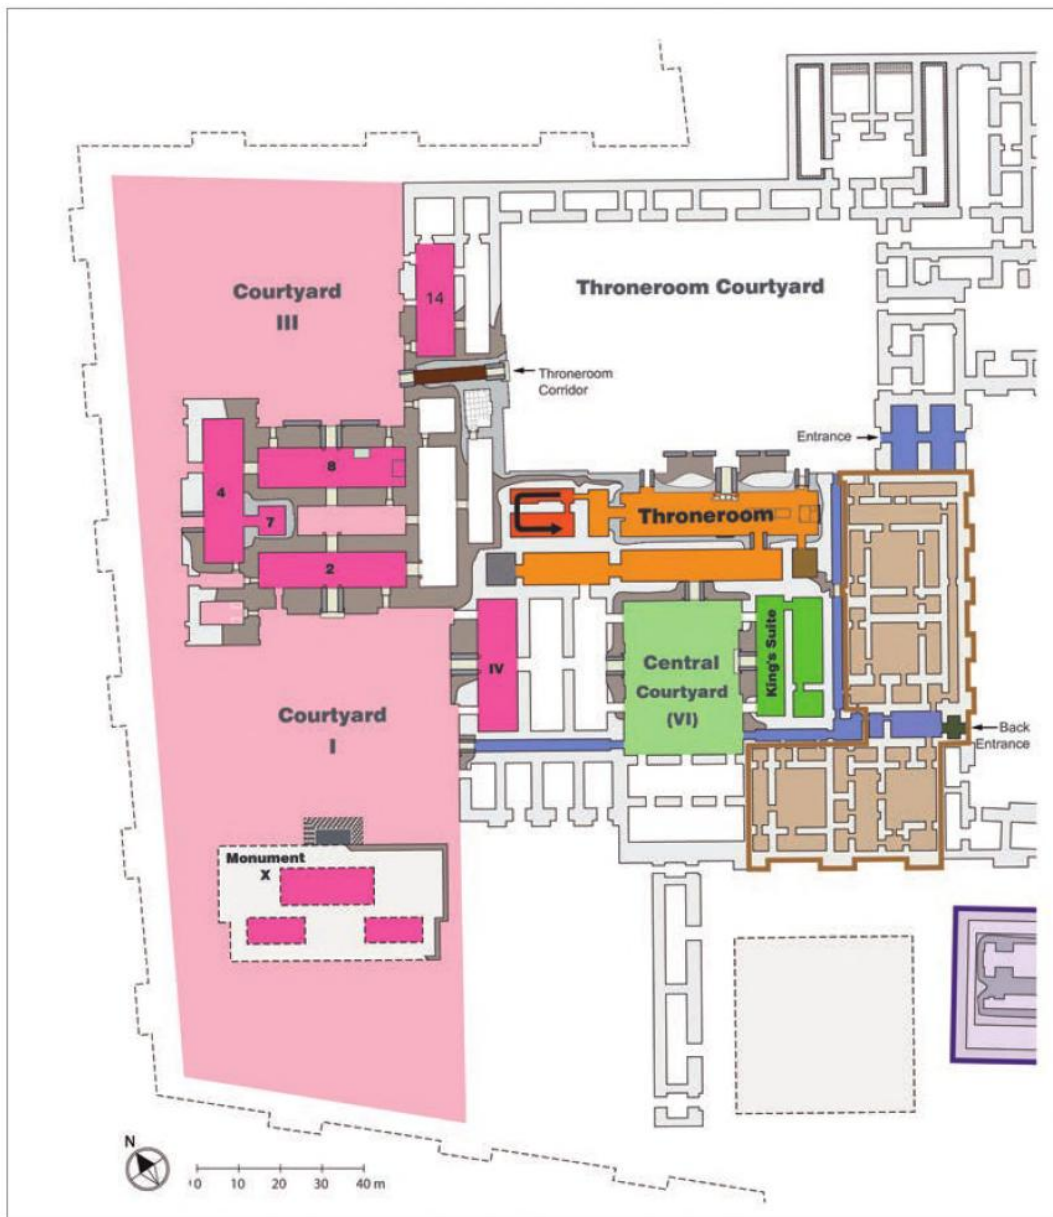 Courtyard
III
14
Throneroom Courtyard
Throneroom
Corridor
Entrance
8
4
7
Throneroom
2
IV
Central
Courtyard
(VI)
King's Suite
Courtyard
I
Back
Entrance
Monument
X
N
0 10 20 30 40 m